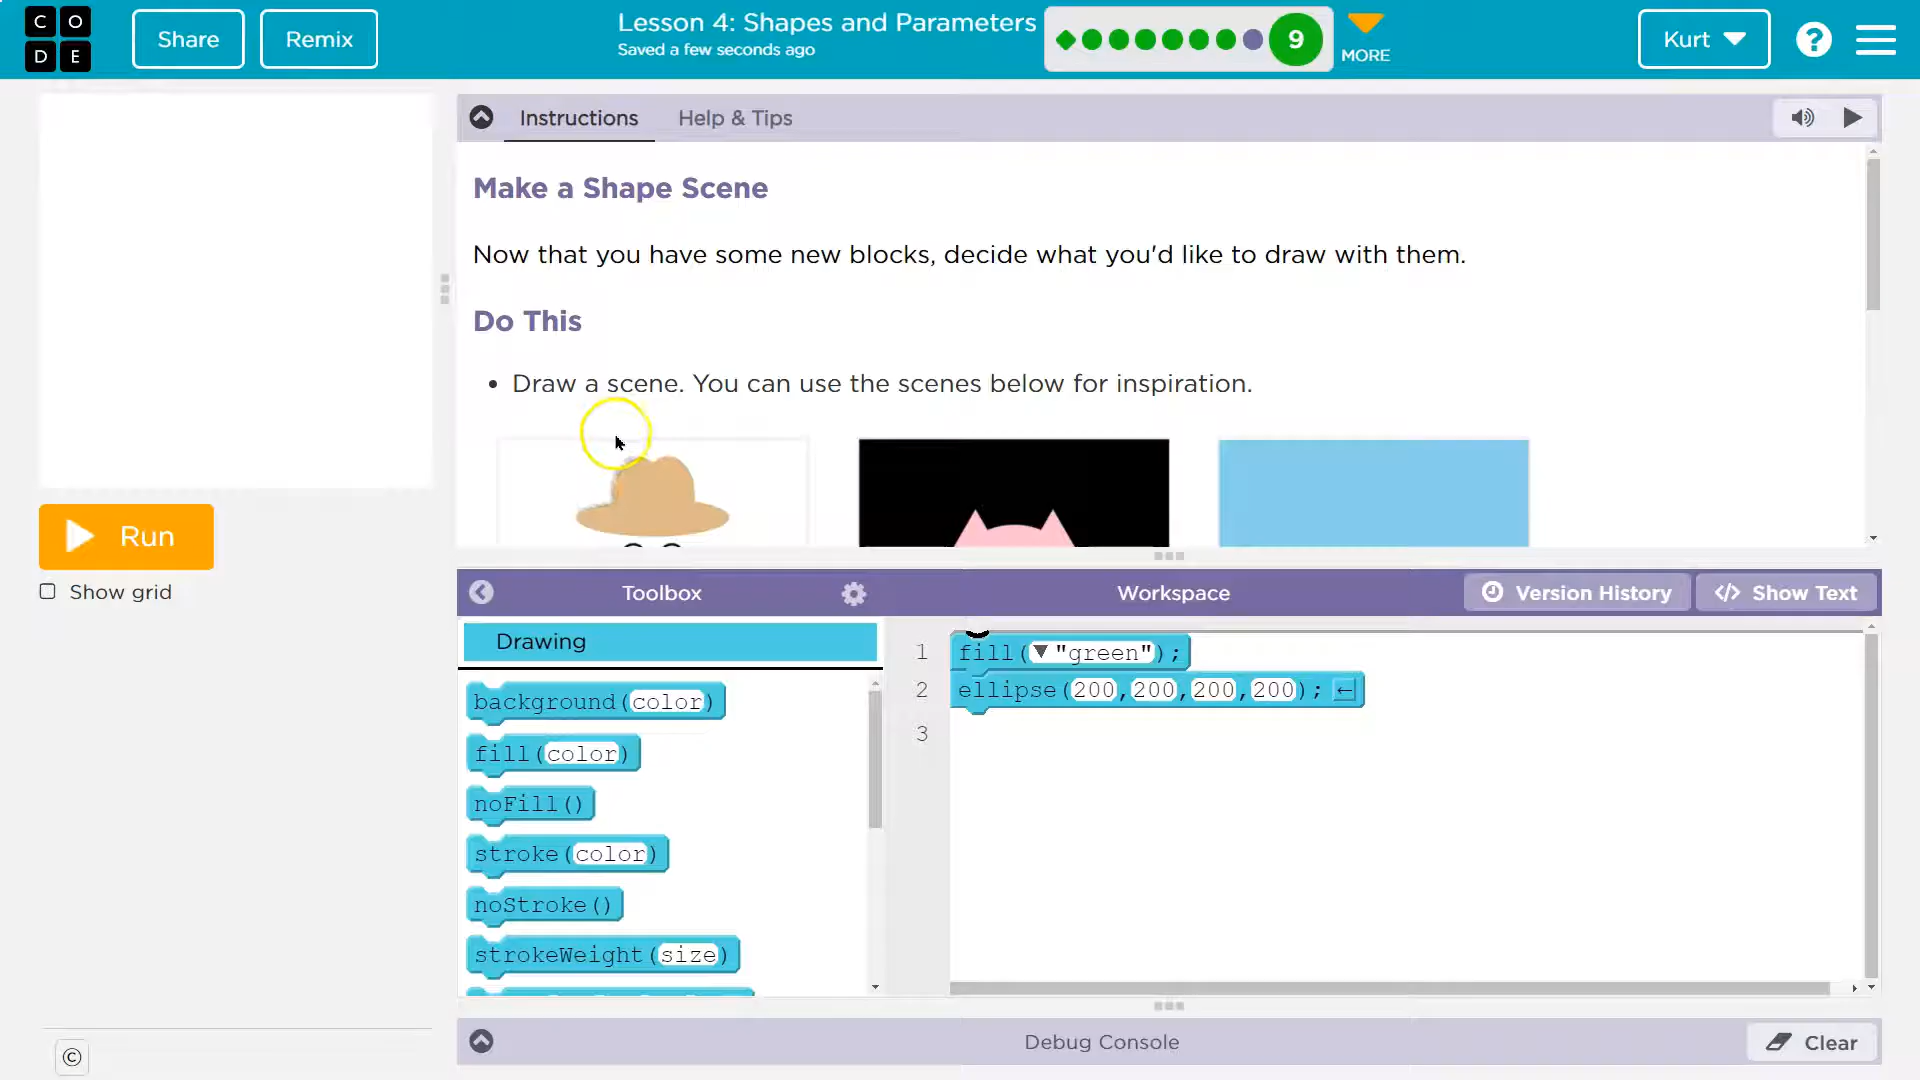 C O
D E
Share
Remix
Lesson 4: Shapes and Parameters
Saved a few seconds ago
9
MORE
Kurt
?
Instructions
Help & Tips
Make a Shape Scene
Now that you have some new blocks, decide what you'd like to draw with them.
Do This
• Draw a scene. You can use the scenes below for inspiration.
Run
Show grid
Toolbox
Workspace
Version History
</> Show Text
Drawing
background(color)
fill(color)
noFill()
stroke(color)
noStroke()
strokeWeight(size)
1 fill(▼"green");
2 ellipse(200,200,200,200); ←
3
Debug Console
Clear
©